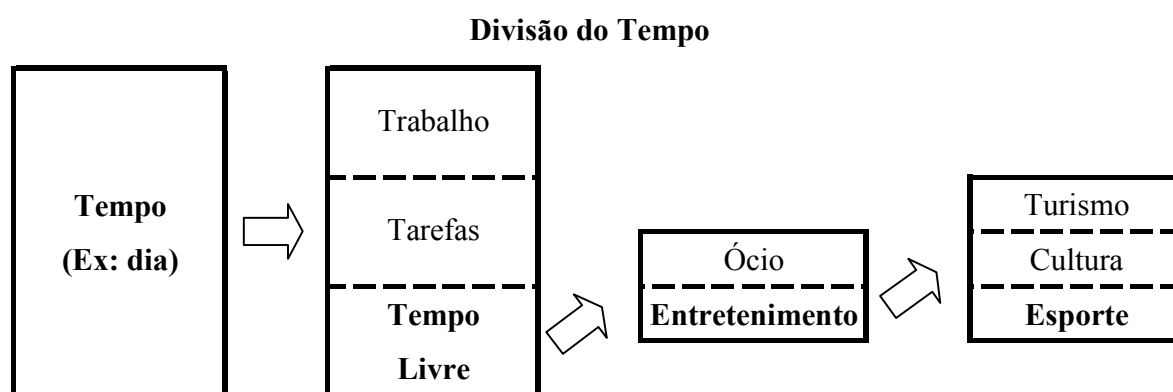 Divisão do Tempo
Tempo
(Ex: dia)
Trabalho
Tarefas
Tempo
Livre
Ócio
Entretenimento
Turismo
Cultura
Esporte